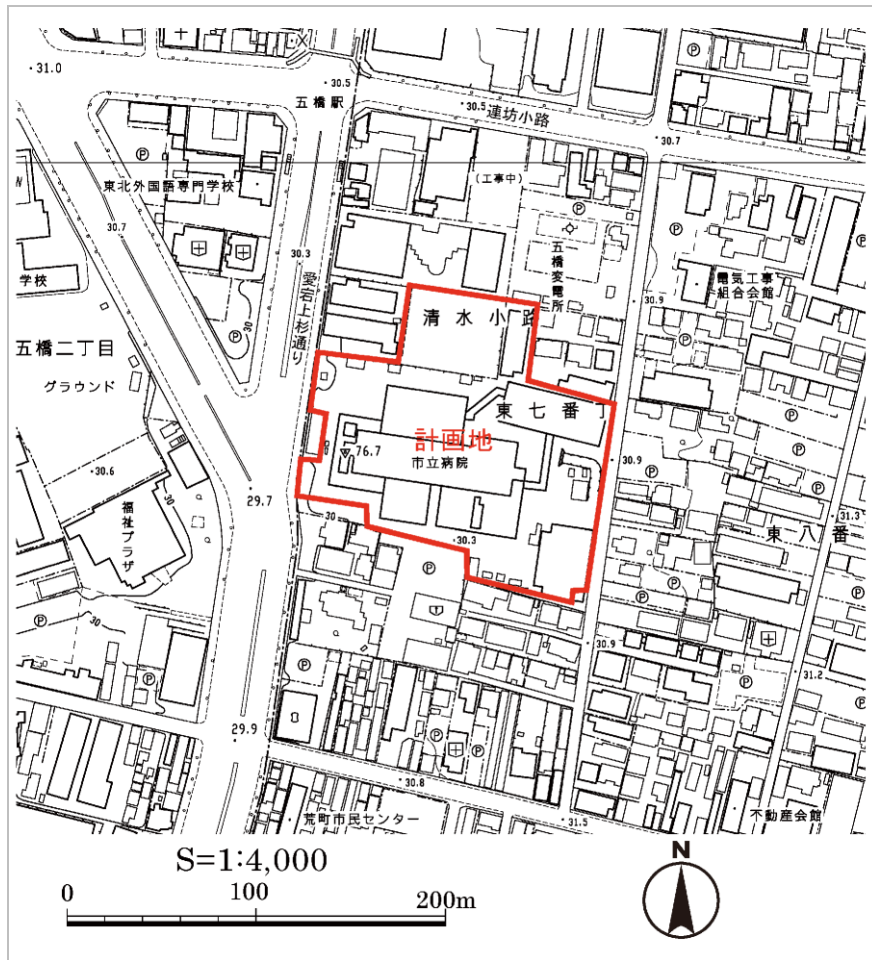 31.0
30.5
五橋駅
30.5
連坊小路
30.7
東北外国語専門学校
(工事中)
30.7
30.3
愛宕上杉通り
五橋変電所
30.9
電気工事
組合会館
学校
30
清水小路
五橋二丁目
グラウンド
東七番丁
計画地
76.7
市立病院
30.9
30.6
30
29.7
30
30.3
31.3
東八番
福祉プラザ
30
30.9
31.2
29.9
30.8
荒町市民センター
31.5
不動産会館
S=1:4,000
0 100 200m
N